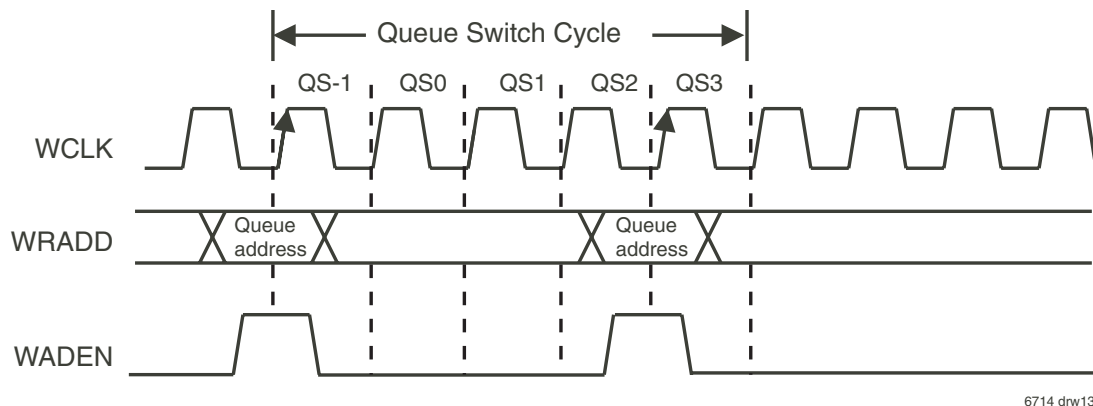 Queue Switch Cycle
QS-1 QS0 QS1 QS2 QS3
WCLK
WRADD
Queue
address
Queue
address
WADEN
6714 drw13